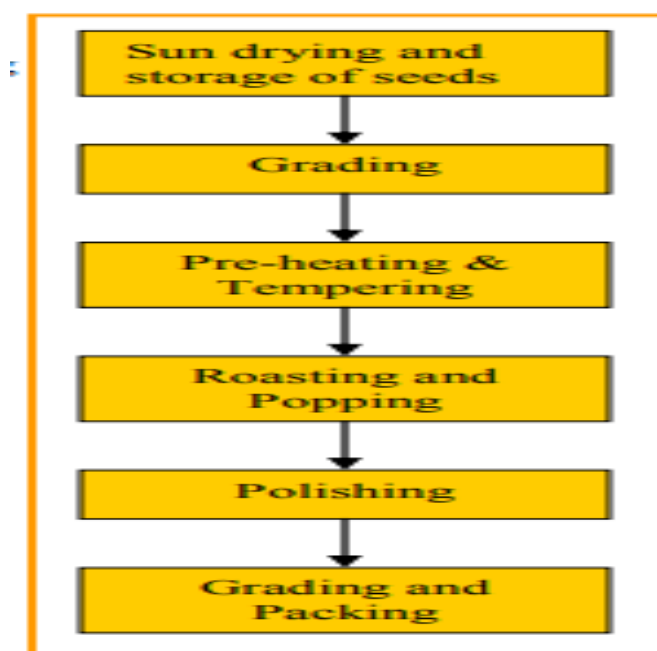 Sun drying and
storage of seeds
Grading
Pre-heating &
Tempering
Roasting and
Popping
Polishing
Grading and
Packing